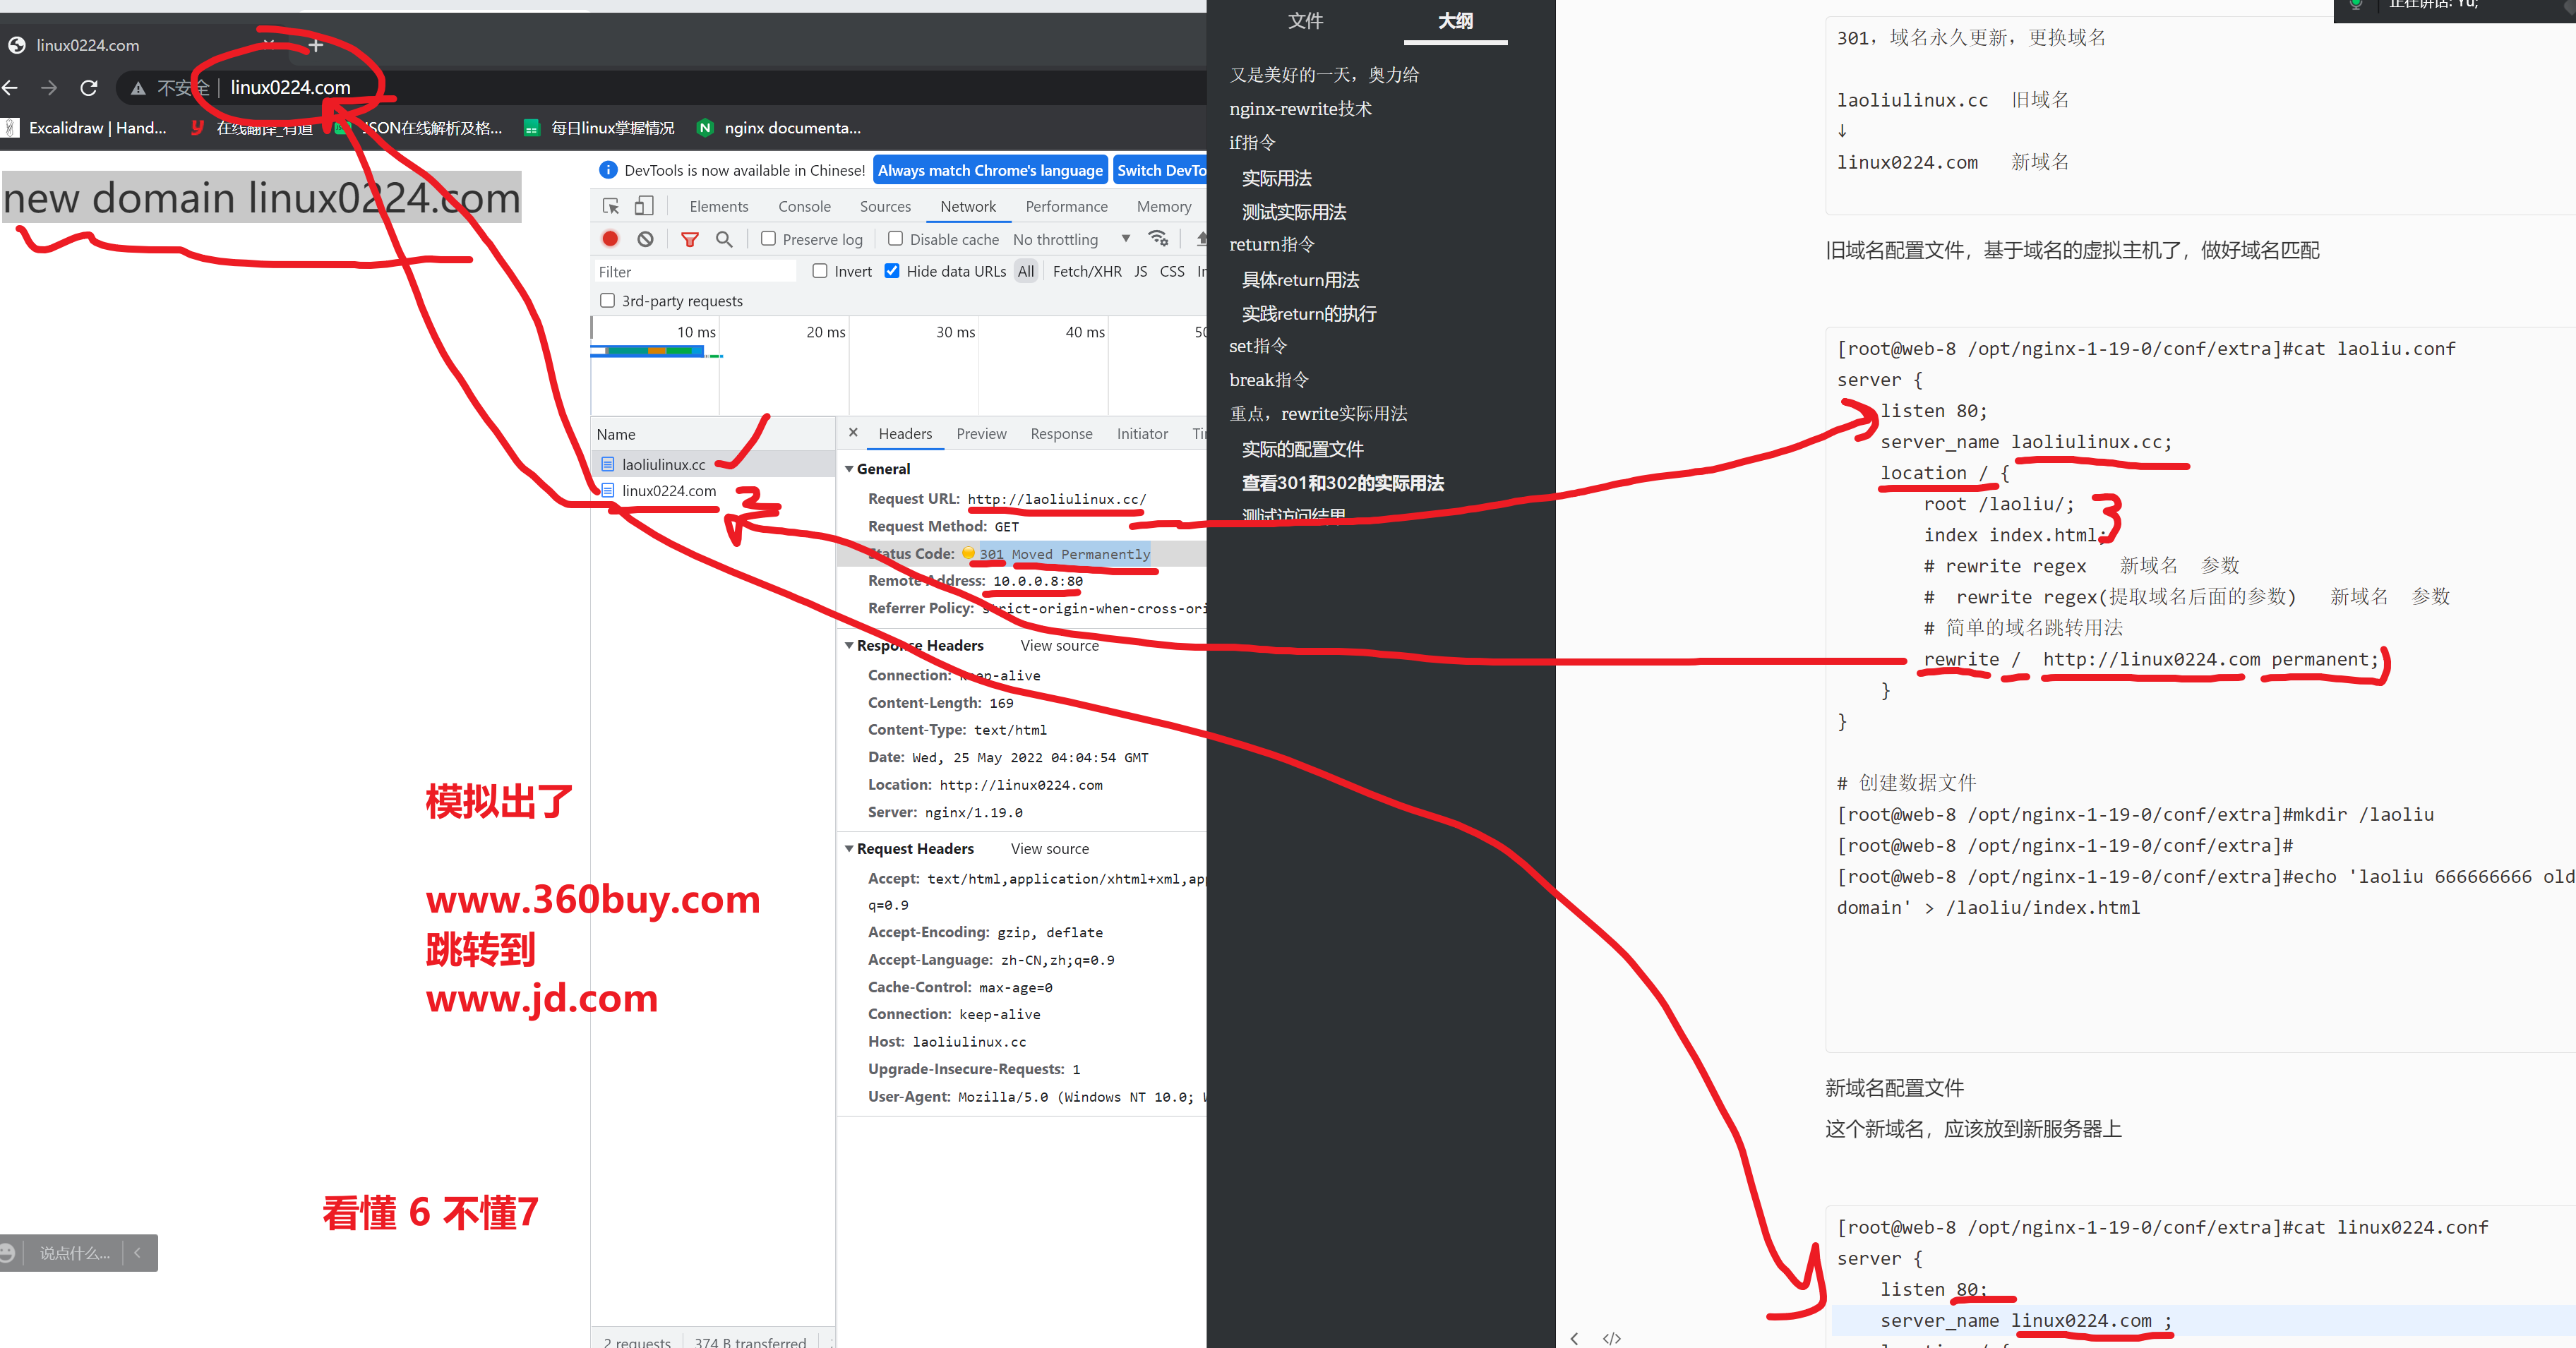 linux0224.com
不安全 linux0224.com
Excalidraw | Hand...
在线翻译_有道
JSON在线解析及格...
每日linux掌握情况
nginx documenta...
new domain linux0224.com
模拟出了
www.360buy.com
跳转到
www.jd.com
看懂 6 不懂7
说点什么...
DevTools is now available in Chinese! Always match Chrome's language Switch DevTo
Elements Console Sources Network Performance Memory
Preserve log Disable cache No throttling
Filter Invert Hide data URLs All Fetch/XHR JS CSS
3rd-party requests
10 ms 20 ms 30 ms 40 ms
Name
laoliulinux.cc
linux0224.com
2 requests 374 B transferred
Headers Preview Response Initiator
General
Request URL: http://laoliulinux.cc/
Request Method: GET
Status Code: 301 Moved Permanently
Remote Address: 10.0.0.8:80
Referrer Policy: strict-origin-when-cross-ori
Response Headers View source
Connection: keep-alive
Content-Length: 169
Content-Type: text/html
Date: Wed, 25 May 2022 04:04:54 GMT
Location: http://linux0224.com
Server: nginx/1.19.0
Request Headers View source
Accept: text/html,application/xhtml+xml,app
q=0.9
Accept-Encoding: gzip, deflate
Accept-Language: zh-CN,zh;q=0.9
Cache-Control: max-age=0
Connection: keep-alive
Host: laoliulinux.cc
Upgrade-Insecure-Requests: 1
User-Agent: Mozilla/5.0 (Windows NT 10.0;
文件 大纲
又是美好的一天，奥力给
nginx-rewrite技术
if指令
实际用法
测试实际用法
return指令
具体return用法
实践return的执行
set指令
break指令
重点，rewrite实际用法
实际的配置文件
查看301和302的实际用法
测试访问结果
正在讲话: Yu;
301，域名永久更新，更换域名
laoliulinux.cc 旧域名
↓
linux0224.com 新域名
旧域名配置文件，基于域名的虚拟主机了，做好域名匹配
[root@web-8 /opt/nginx-1-19-0/conf/extra]#cat laoliu.conf
server {
listen 80;
server_name laoliulinux.cc;
location / {
root /laoliu/;
index index.html;
# rewrite regex 新域名 参数
# rewrite regex(提取域名后面的参数) 新域名 参数
# 简单的域名跳转用法
rewrite / http://linux0224.com permanent;
}
}
# 创建数据文件
[root@web-8 /opt/nginx-1-19-0/conf/extra]#mkdir /laoliu
[root@web-8 /opt/nginx-1-19-0/conf/extra]#
[root@web-8 /opt/nginx-1-19-0/conf/extra]#echo 'laoliu 666666666 old
domain' > /laoliu/index.html
新域名配置文件
这个新域名，应该放到新服务器上
[root@web-8 /opt/nginx-1-19-0/conf/extra]#cat linux0224.conf
server {
listen 80;
server_name linux0224.com ;